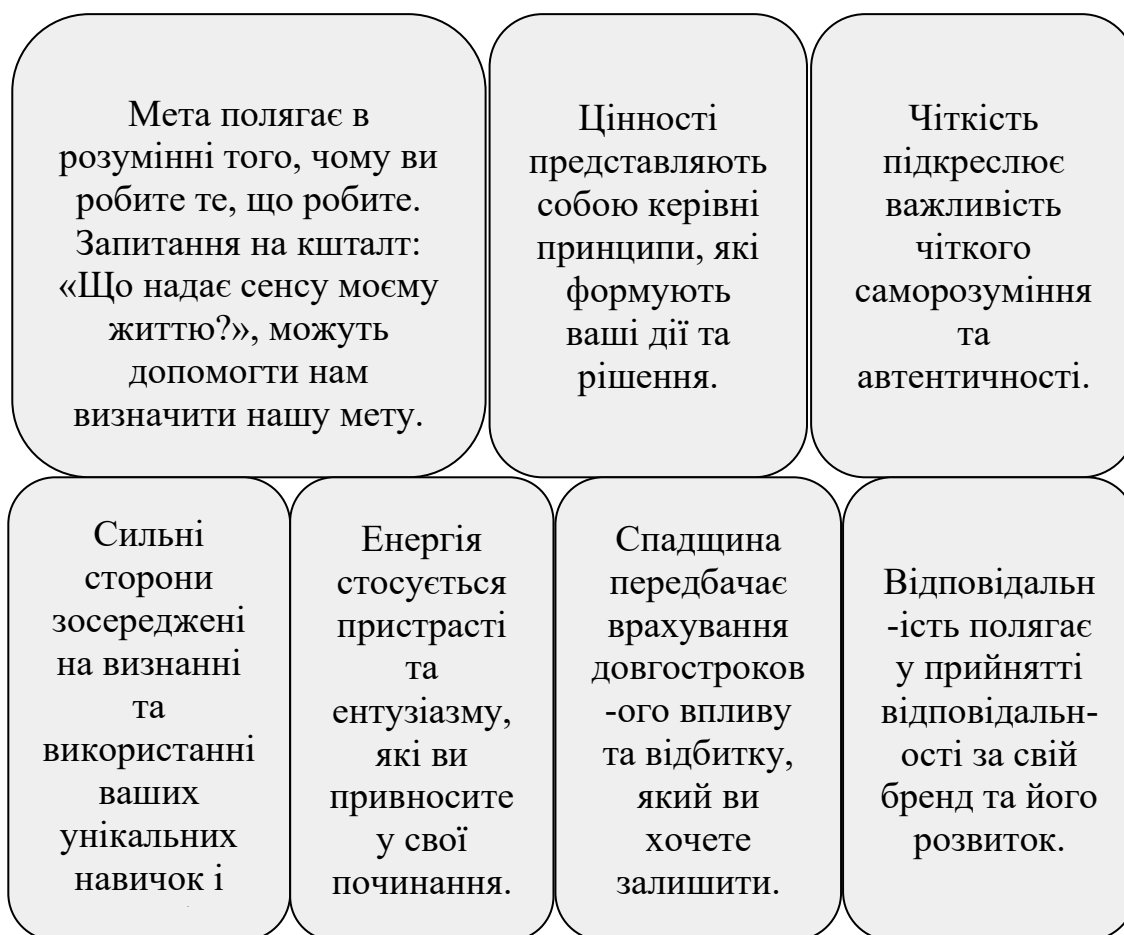 Мета полягає в
розумінні того, чому ви
робите те, що робите.
Запитання на кшталт:
«Що надає сенсу моєму
життю?», можуть
допомогти нам
визначити нашу мету.
Цінності
представляють
собою керівні
принципи, які
формують
ваші дії та
рішення.
Чіткість
підкреслює
важливість
чіткого
саморозуміння
та
автентичності.
Сильні
сторони
зосереджені
на визнанні
та
використанні
ваших
унікальних
навичок і
Енергія
стосується
пристрасті
та
ентузіазму,
які ви
привносите
у свої
починання.
Спадщина
передбачає
врахування
довгостроков
-ого впливу
та відбитку,
який ви
хочете
залишити.
Відповідальн
-ість полягає
у прийнятті
відповідальн-
ості за свій
бренд та його
розвиток.